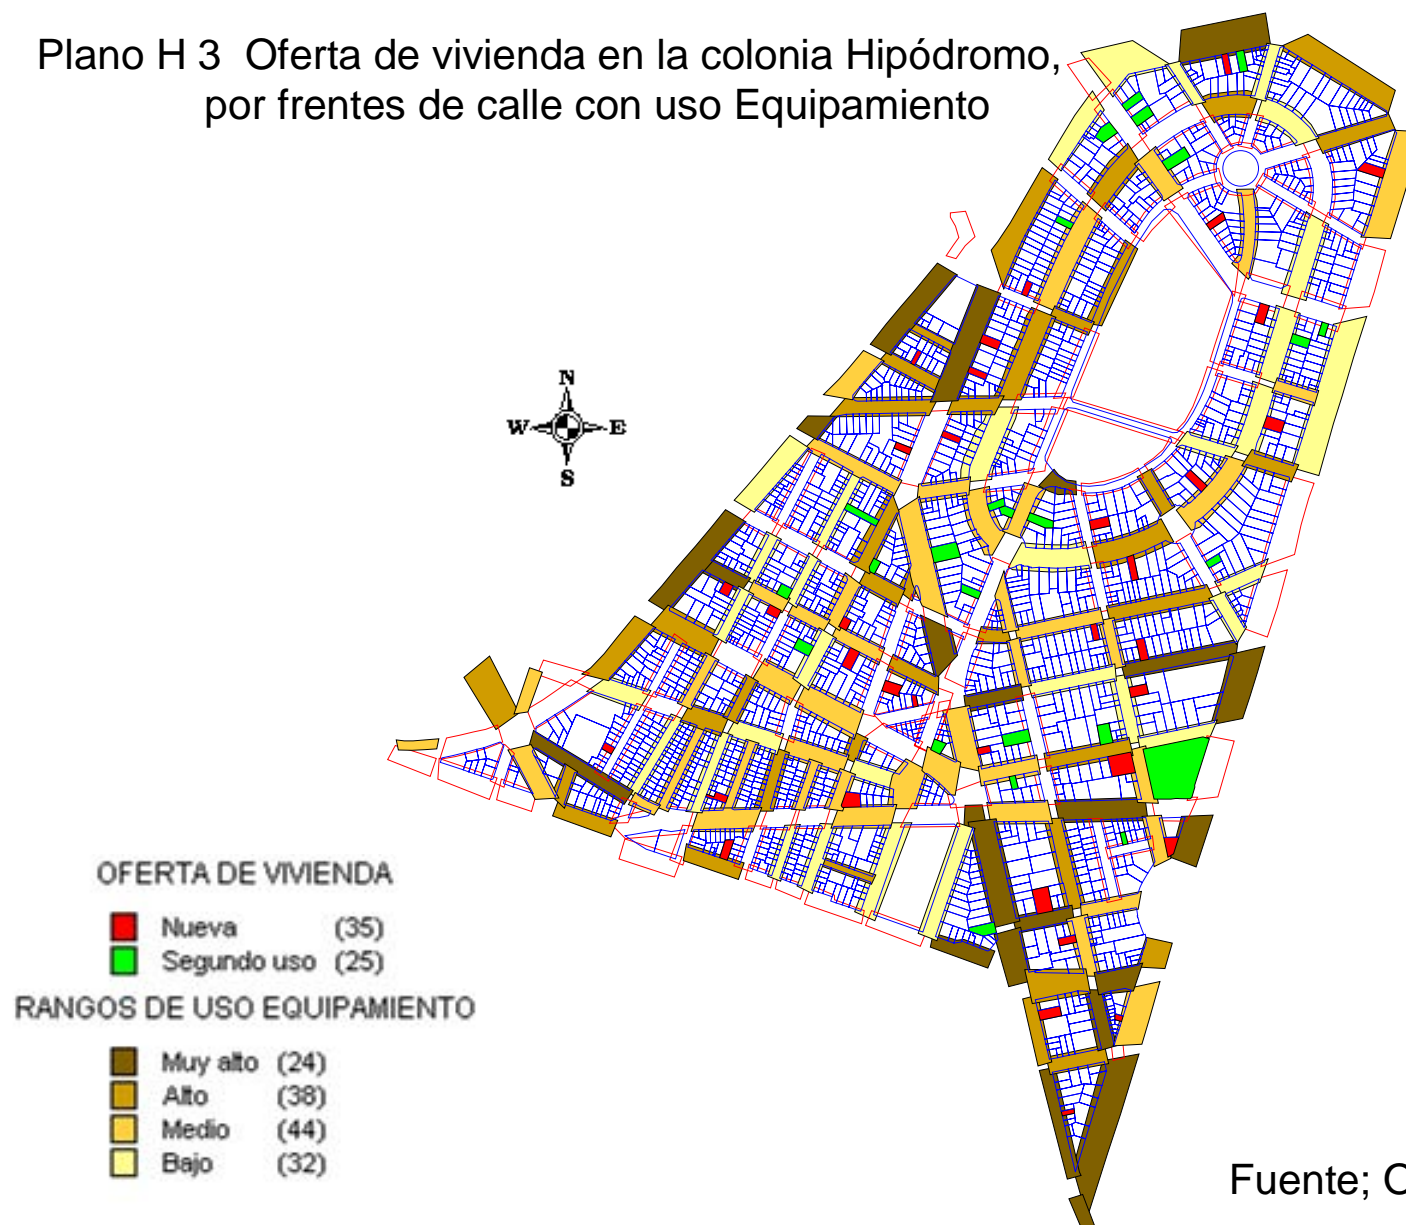 Plano H 3 Oferta de vivienda en la colonia Hipódromo,
por frentes de calle con uso Equipamiento
N
W E
S
OFERTA DE VIVIENDA
Nueva (35)
Segundo uso (25)
RANGOS DE USO EQUIPAMIENTO
Muy alto (24)
Alto (38)
Medio (44)
Bajo (32)
Fuente;